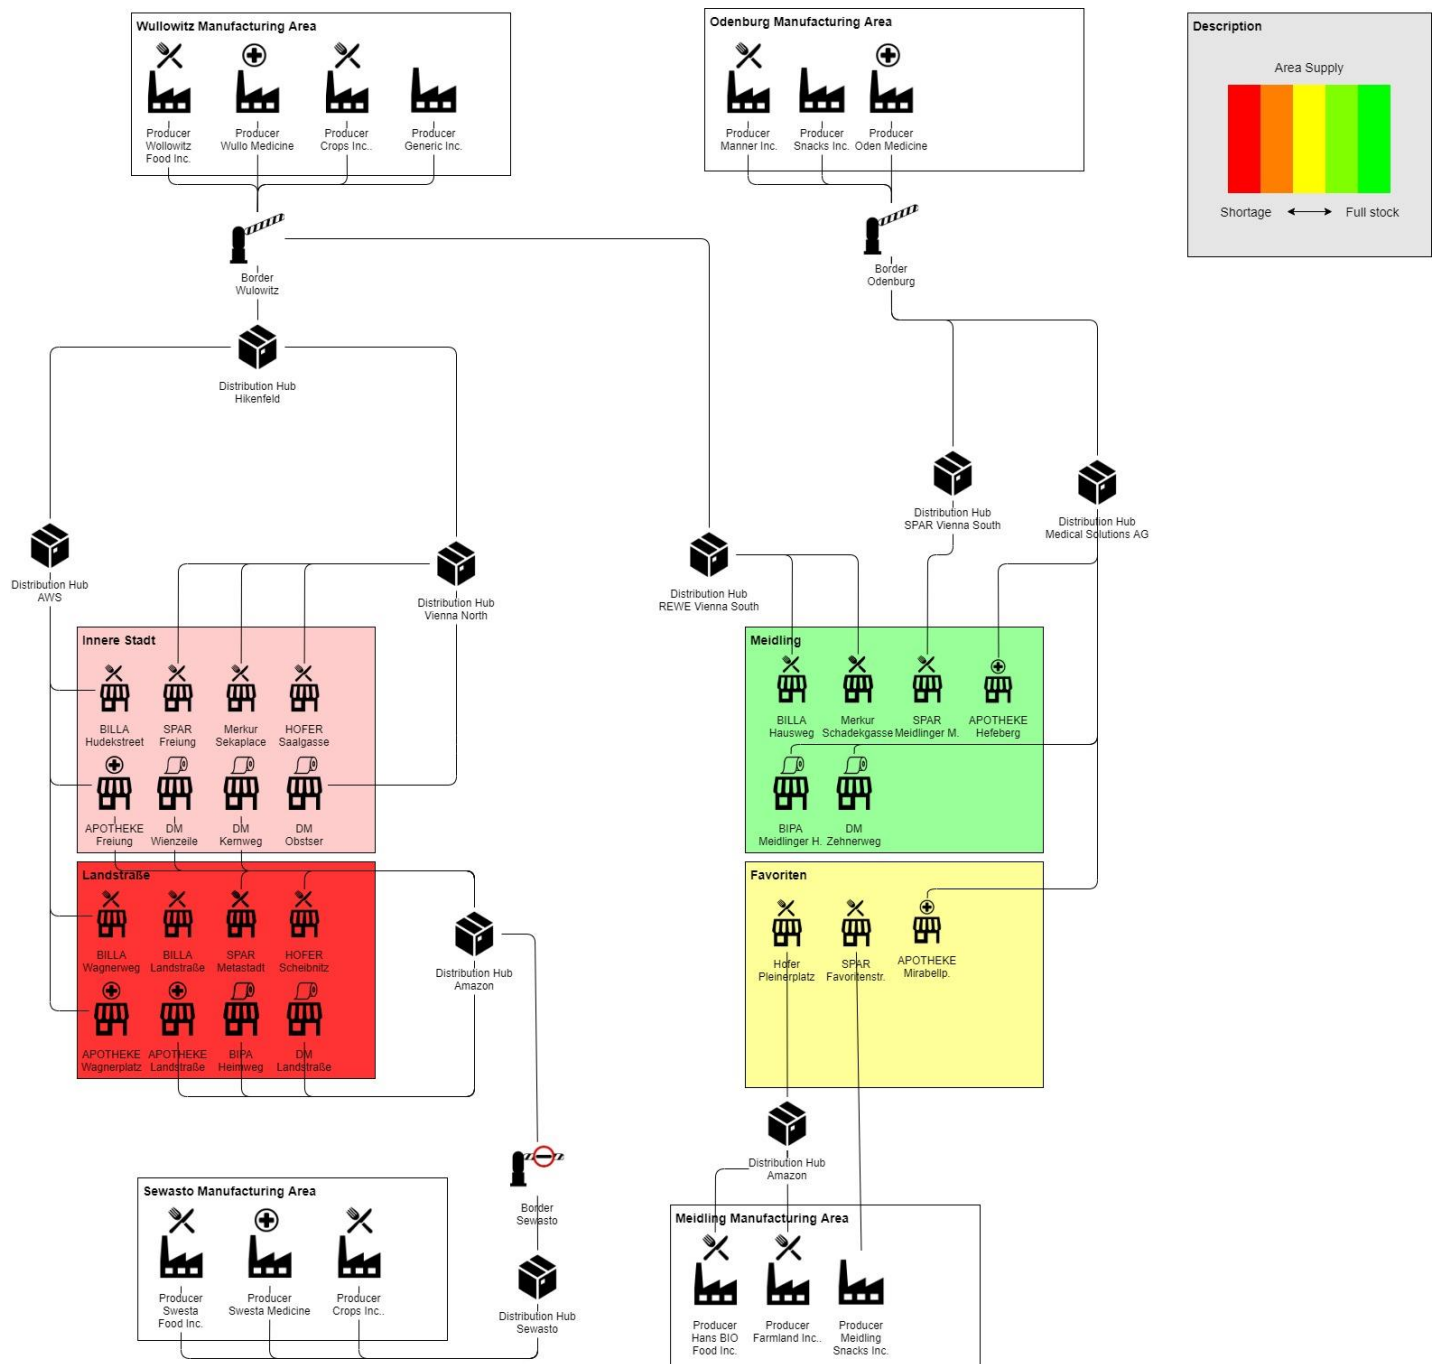 Wullowitz Manufacturing Area
Producer
Wollowitz
Food Inc.
Producer
Wullo Medicine
Producer
Crops Inc..
Producer
Generic Inc.
Odenburg Manufacturing Area
Producer
Manner Inc.
Producer
Snacks Inc.
Producer
Oden Medicine
Description
Area Supply
Shortage
Full stock
Border
Wulowitz
Border
Odenburg
Distribution Hub
Hikenfeld
Distribution Hub
SPAR Vienna South
Distribution Hub
Medical Solutions AG
Distribution Hub
AWS
Distribution Hub
Vienna North
Distribution Hub
REWE Vienna South
Innere Stadt
BILLA
Hudekstreet
SPAR
Freiung
Merkur
Sekaplace
HOFER
Saalgasse
APOTHEKE
Freiung
DM
Wienzeile
DM
Kernweg
DM
Obstser
Meidling
BILLA
Hausweg
Merkur
Schadekgasse
SPAR
Meidlinger M.
APOTHEKE
Hefeberg
BIPA
Meidlinger H.
DM
Zehnerweg
Landstraße
BILLA
Wagnerweg
BILLA
Landstraße
SPAR
Metastadt
HOFER
Scheibnitz
APOTHEKE
Wagnerplatz
APOTHEKE
Landstraße
BIPA
Heimweg
DM
Landstraße
Distribution Hub
Amazon
Favoriten
Hofer
Pleinerplatz
SPAR
Favoritenstr.
APOTHEKE
Mirabellp.
Distribution Hub
Amazon
Border
Sewasto
Distribution Hub
Sewasto
Sewasto Manufacturing Area
Producer
Swesta
Food Inc.
Producer
Swesta Medicine
Producer
Crops Inc..
Meidling Manufacturing Area
Producer
Hans BIO
Food Inc.
Producer
Farmland Inc..
Producer
Meidling
Snacks Inc.